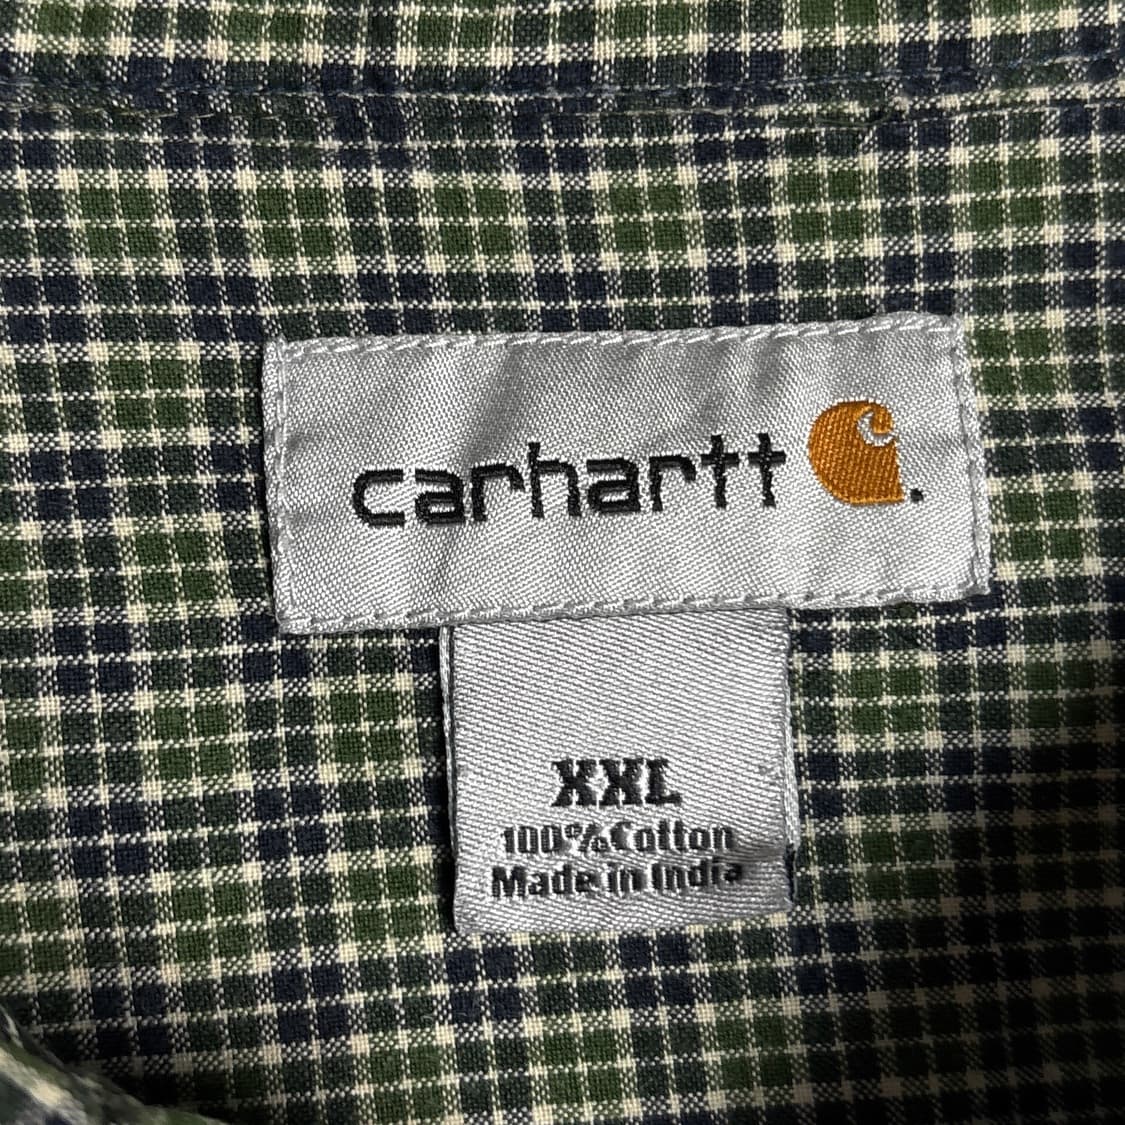 carhartt
XXL
100% Cotton
Made in India